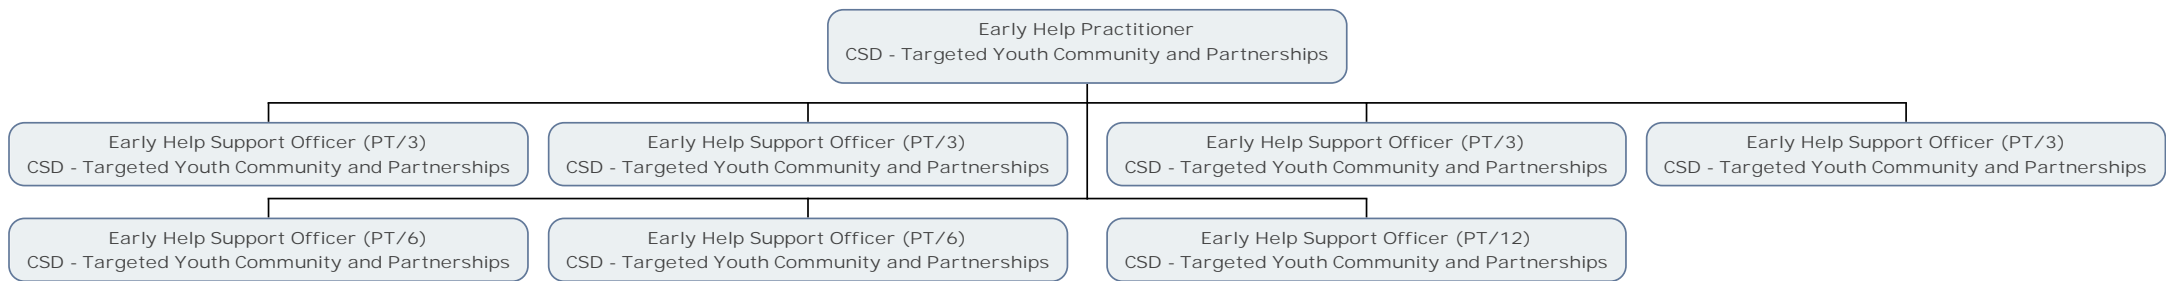 Early Help Practitioner
CSD - Targeted Youth Community and Partnerships
Early Help Support Officer (PT/3)
CSD - Targeted Youth Community and Partnerships
Early Help Support Officer (PT/3)
CSD - Targeted Youth Community and Partnerships
Early Help Support Officer (PT/3)
CSD - Targeted Youth Community and Partnerships
Early Help Support Officer (PT/3)
CSD - Targeted Youth Community and Partnerships
Early Help Support Officer (PT/6)
CSD - Targeted Youth Community and Partnerships
Early Help Support Officer (PT/6)
CSD - Targeted Youth Community and Partnerships
Early Help Support Officer (PT/12)
CSD - Targeted Youth Community and Partnerships